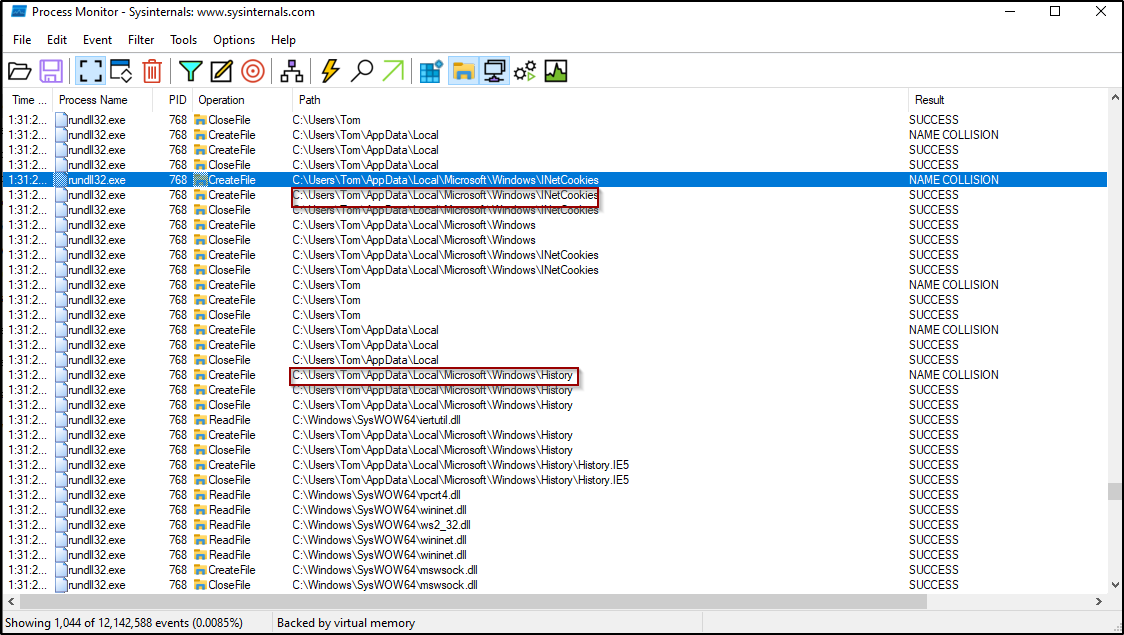 Process Monitor - Sysinternals: www.sysinternals.com
File Edit Event Filter Tools Options Help
Time ... Process Name PID Operation Path Result
1:31:2... rundll32.exe 768 CloseFile C:\Users\Tom SUCCESS
1:31:2... rundll32.exe 768 CreateFile C:\Users\Tom\AppData\Local NAME COLLISION
1:31:2... rundll32.exe 768 CreateFile C:\Users\Tom\AppData\Local SUCCESS
1:31:2... rundll32.exe 768 CloseFile C:\Users\Tom\AppData\Local SUCCESS
1:31:2... rundll32.exe 768 CreateFile C:\Users\Tom\AppData\Local\Microsoft\Windows\INetCookies NAME COLLISION
1:31:2... rundll32.exe 768 CreateFile C:\Users\Tom\AppData\Local\Microsoft\Windows\INetCookies SUCCESS
1:31:2... rundll32.exe 768 CloseFile C:\Users\Tom\AppData\Local\Microsoft\Windows\INetCookies SUCCESS
1:31:2... rundll32.exe 768 CreateFile C:\Users\Tom\AppData\Local\Microsoft\Windows SUCCESS
1:31:2... rundll32.exe 768 CloseFile C:\Users\Tom\AppData\Local\Microsoft\Windows SUCCESS
1:31:2... rundll32.exe 768 CreateFile C:\Users\Tom\AppData\Local\Microsoft\Windows\INetCookies SUCCESS
1:31:2... rundll32.exe 768 CloseFile C:\Users\Tom\AppData\Local\Microsoft\Windows\INetCookies SUCCESS
1:31:2... rundll32.exe 768 CreateFile C:\Users\Tom NAME COLLISION
1:31:2... rundll32.exe 768 CreateFile C:\Users\Tom SUCCESS
1:31:2... rundll32.exe 768 CloseFile C:\Users\Tom SUCCESS
1:31:2... rundll32.exe 768 CreateFile C:\Users\Tom\AppData\Local NAME COLLISION
1:31:2... rundll32.exe 768 CreateFile C:\Users\Tom\AppData\Local SUCCESS
1:31:2... rundll32.exe 768 CloseFile C:\Users\Tom\AppData\Local SUCCESS
1:31:2... rundll32.exe 768 CreateFile C:\Users\Tom\AppData\Local\Microsoft\Windows\History NAME COLLISION
1:31:2... rundll32.exe 768 CreateFile C:\Users\Tom\AppData\Local\Microsoft\Windows\History SUCCESS
1:31:2... rundll32.exe 768 CloseFile C:\Users\Tom\AppData\Local\Microsoft\Windows\History SUCCESS
1:31:2... rundll32.exe 768 ReadFile C:\Windows\SysWOW64\iertutil.dll SUCCESS
1:31:2... rundll32.exe 768 CreateFile C:\Users\Tom\AppData\Local\Microsoft\Windows\History SUCCESS
1:31:2... rundll32.exe 768 CloseFile C:\Users\Tom\AppData\Local\Microsoft\Windows\History SUCCESS
1:31:2... rundll32.exe 768 CreateFile C:\Users\Tom\AppData\Local\Microsoft\Windows\History\History.IE5 SUCCESS
1:31:2... rundll32.exe 768 CloseFile C:\Users\Tom\AppData\Local\Microsoft\Windows\History\History.IE5 SUCCESS
1:31:2... rundll32.exe 768 ReadFile C:\Windows\SysWOW64\rpcrt4.dll SUCCESS
1:31:2... rundll32.exe 768 ReadFile C:\Windows\SysWOW64\wininet.dll SUCCESS
1:31:2... rundll32.exe 768 ReadFile C:\Windows\SysWOW64\ws2_32.dll SUCCESS
1:31:2... rundll32.exe 768 ReadFile C:\Windows\SysWOW64\wininet.dll SUCCESS
1:31:2... rundll32.exe 768 ReadFile C:\Windows\SysWOW64\wininet.dll SUCCESS
1:31:2... rundll32.exe 768 CreateFile C:\Windows\SysWOW64\mswsock.dll SUCCESS
1:31:2... rundll32.exe 768 CloseFile C:\Windows\SysWOW64\mswsock.dll SUCCESS
Showing 1,044 of 12,142,588 events (0.0085%) Backed by virtual memory